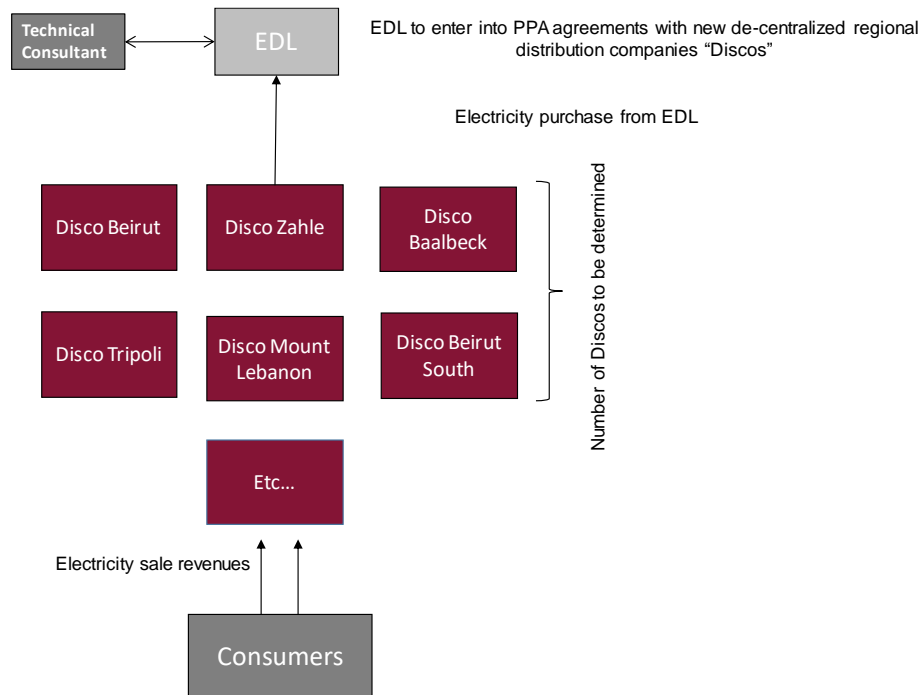 Technical
Consultant
EDL
EDL to enter into PPA agreements with new de-centralized regional
distribution companies “Discos”
Electricity purchase from EDL
Disco Beirut
Disco Zahle
Disco
Baalbeck
Disco Tripoli
Disco Mount
Lebanon
Disco Beirut
South
Number of Discos to be determined
Etc…
Electricity sale revenues
Consumers